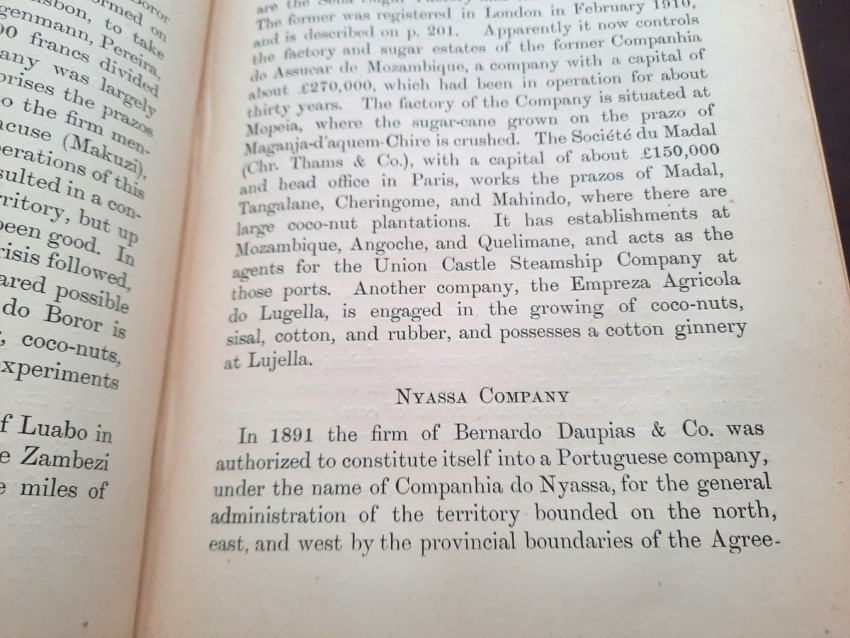 Boror
sbon, to take
genmann, Pereira,
00 francs divided
any was largely
prises the prazos
o the firm men-
acuse (Makuzi),
erations of this
sulted in a con-
ritory, but up
been good. In
risis followed,
ared possible
do Boror is
, coco-nuts,
xperiments
f Luabo in
e Zambezi
e miles of
The former was registered in London in February 1910,
and is described on p. 201. Apparently it now controls
the factory and sugar estates of the former Companhia
do Assucar de Mozambique, a company with a capital of
about £270,000, which had been in operation for about
thirty years. The factory of the Company is situated at
Mopeia, where the sugar-cane grown on the prazo of
Maganja-d'aquem-Chire is crushed. The Société du Madal
(Chr. Thams & Co.), with a capital of about £150,000
and head office in Paris, works the prazos of Madal,
Tangalane, Cheringome, and Mahindo, where there are
large coco-nut plantations. It has establishments at
Mozambique, Angoche, and Quelimane, and acts as the
agents for the Union Castle Steamship Company at
those ports. Another company, the Empreza Agricola
do Lugella, is engaged in the growing of coco-nuts,
sisal, cotton, and rubber, and possesses a cotton ginnery
at Lujella.
NYASSA COMPANY
In 1891 the firm of Bernardo Daupias & Co. was
authorized to constitute itself into a Portuguese company,
under the name of Companhia do Nyassa, for the general
administration of the territory bounded on the north,
east, and west by the provincial boundaries of the Agree-